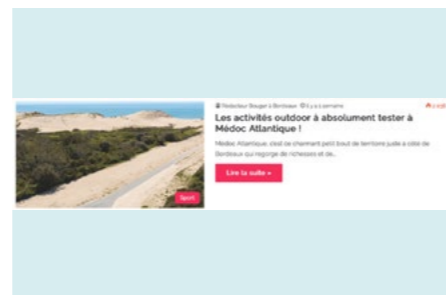 Rédacteur Bouger à Bordeaux il y a 1 semaine
Les activités outdoor à absolument tester à
Médoc Atlantique !
Médoc Atlantique, c'est ce charmant petit bout de territoire juste à côté de
Bordeaux qui regorge de richesses et de...
Lire la suite »
Sport